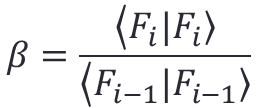 β = ⟨F_i|F_i⟩ / ⟨F_{i−1}|F_{i−1}⟩